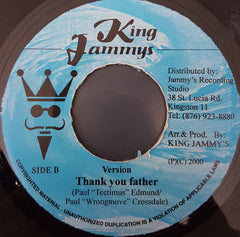 King
Jammys
Distributed by:
Jammy's Recording
Studio
38 St. Lucia Rd.
Kingston 11
Tel: (876) 923-8880
Arr.& Prod. By:
KING JAMMY'S
(P)(C) 2000
SIDE B
Version
Thank you father
(Paul "Teetimus" Edmund/
Paul "Wrongmove" Crossdale)
COPYRIGHTED MATERIAL. UNAUTHORIZED DUPLICATION IS A VIOLATION OF APPLICABLE LAWS